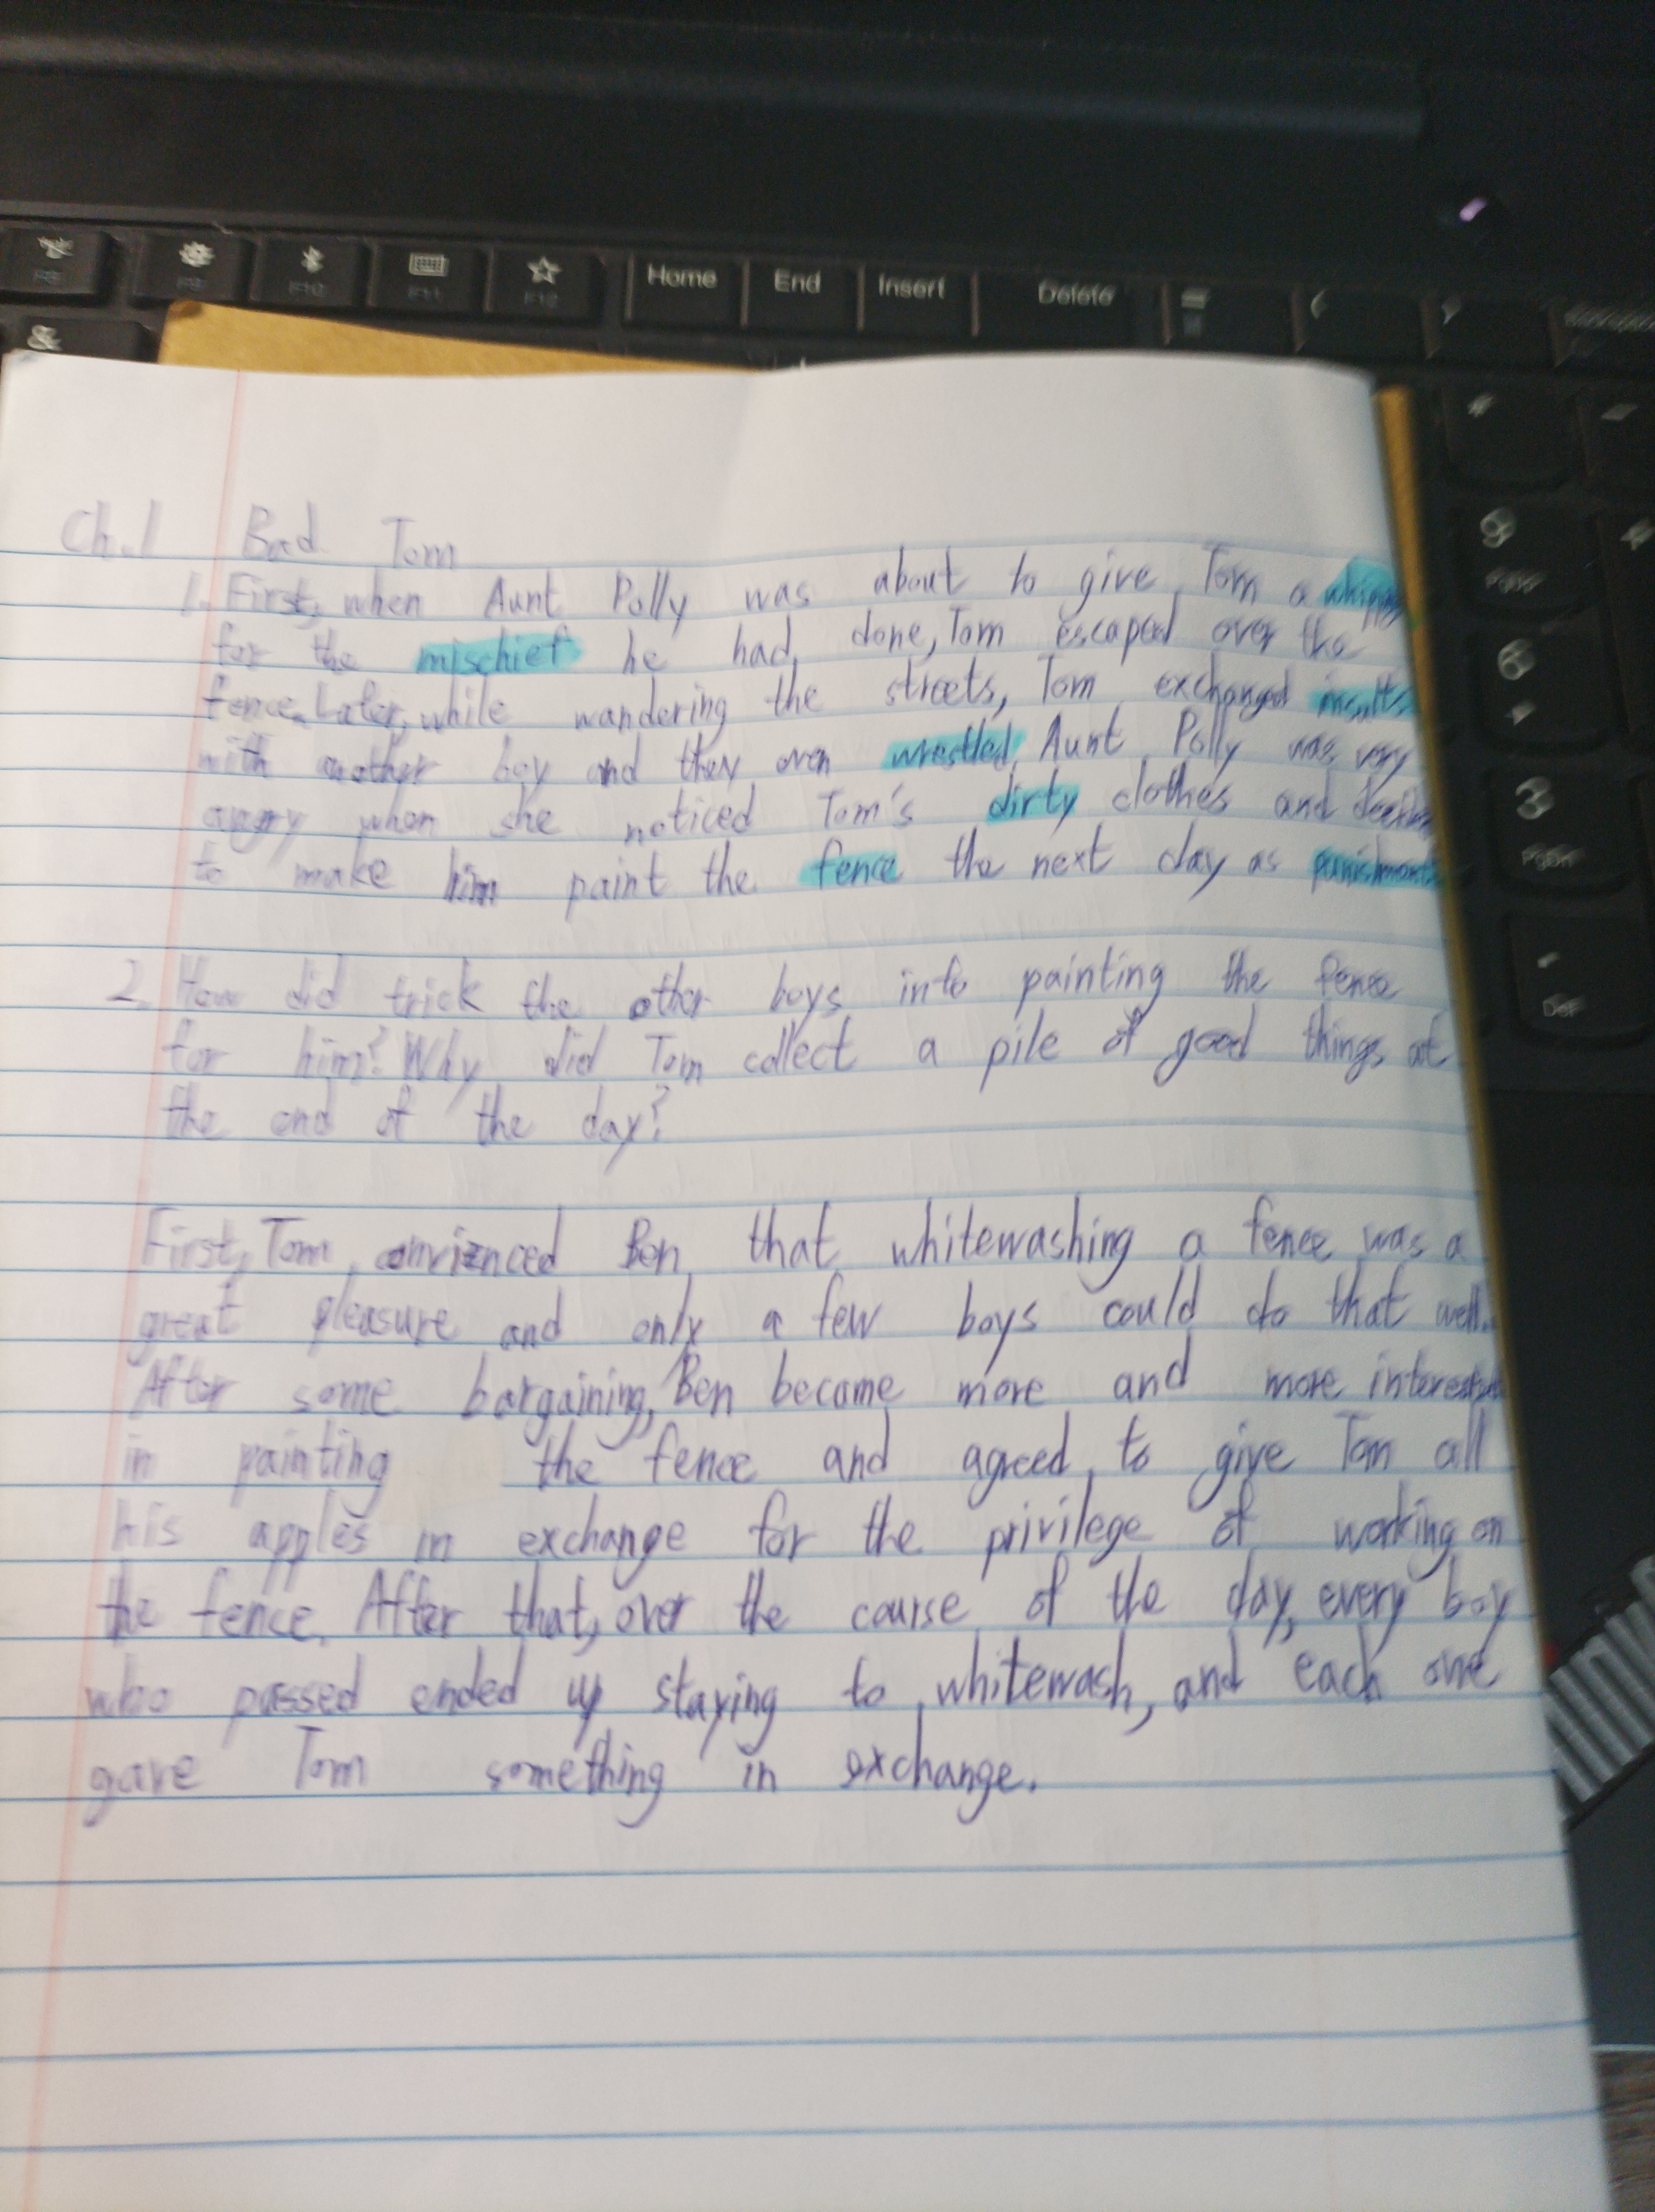 Home End Insert Delete
F9 F10 F11 F12
&
9
PgUp
6
3
PgDn
Del
Ch.1 Bad Tom
1. First, when Aunt Polly was about to give Tom a whipping
for the mischief he had done, Tom escaped over the
fence. Later, while wandering the streets, Tom exchanged insults
with another boy and they even wrestled. Aunt Polly was very
angry when she noticed Tom's dirty clothes and
to make him paint the fence the next day as punishment
2. How did trick the other boys into painting the fence
for him? Why did Tom collect a pile of good things at
the end of the day?
First, Tom convienced Ben that whitewashing a fence was a
great pleasure and only a few boys could do that well.
After some bargaining, Ben became more and more interested
in painting the fence and agreed to give Tom all
his apples in exchange for the privilege of working on
the fence. After that, over the course of the day, every boy
who passed ended up staying to whitewash, and each one
gave Tom something in exchange.